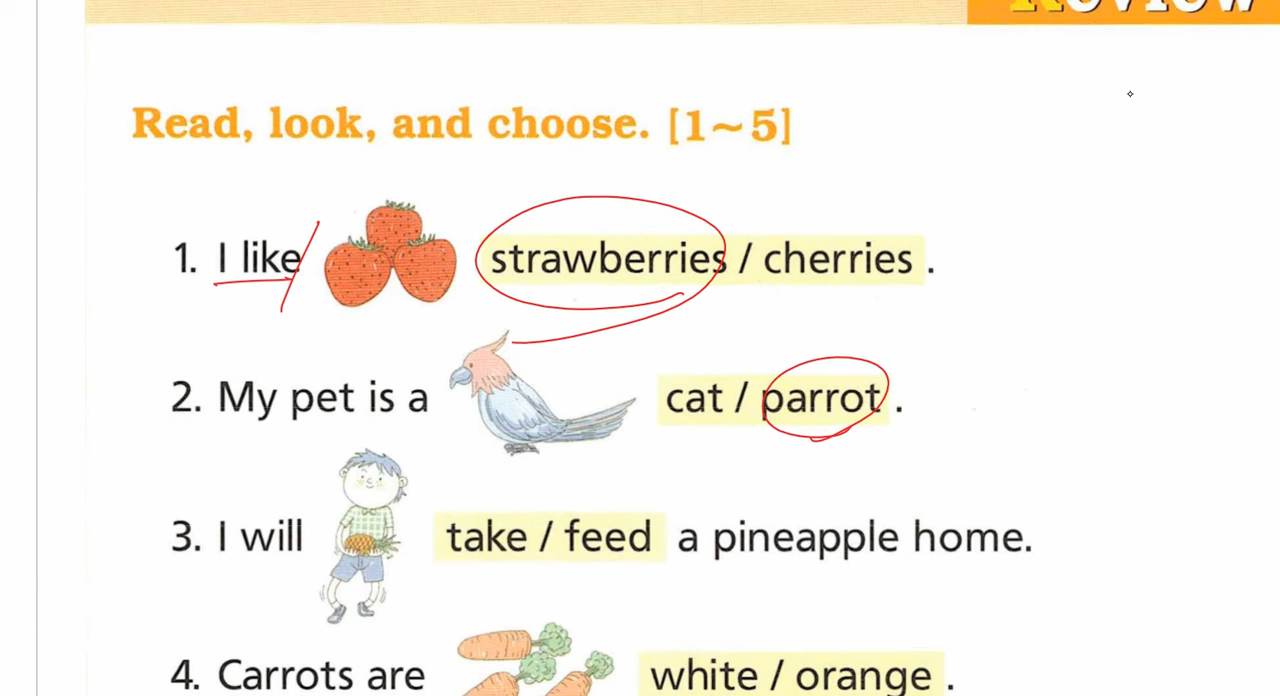 Review
Read, look, and choose. [1~5]
1. I like strawberries / cherries .
2. My pet is a cat / parrot .
3. I will take / feed a pineapple home.
4. Carrots are white / orange .